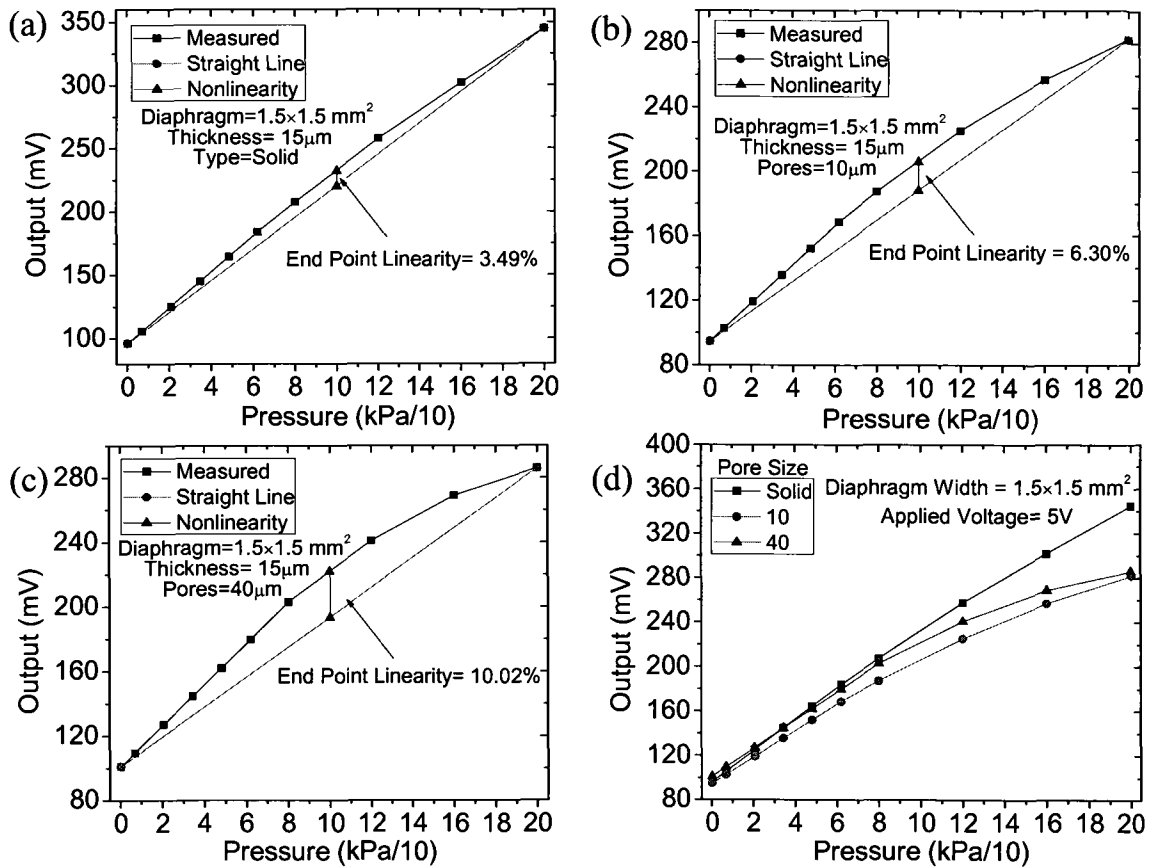 (a)
350
300
250
200
150
100
Output (mV)
Measured
Straight Line
Nonlinearity
Diaphragm=1.5×1.5 mm²
Thickness= 15μm
Type=Solid
End Point Linearity= 3.49%
0 2 4 6 8 10 12 14 16 18 20
Pressure (kPa/10)
(b)
280
240
200
160
120
80
Output (mV)
Measured
Straight Line
Nonlinearity
Diaphragm=1.5×1.5 mm²
Thickness= 15μm
Pores=10μm
End Point Linearity = 6.30%
0 2 4 6 8 10 12 14 16 18 20
Pressure (kPa/10)
(c)
280
240
200
160
120
80
Output (mV)
Measured
Straight Line
Nonlinearity
Diaphragm=1.5×1.5 mm²
Thickness= 15μm
Pores=40μm
End Point Linearity= 10.02%
0 2 4 6 8 10 12 14 16 18 20
Pressure (kPa/10)
(d)
400
360
320
280
240
200
160
120
80
Output (mV)
Pore Size
Solid
10
40
Diaphragm Width = 1.5×1.5 mm²
Applied Voltage= 5V
0 2 4 6 8 10 12 14 16 18 20
Pressure (kPa/10)